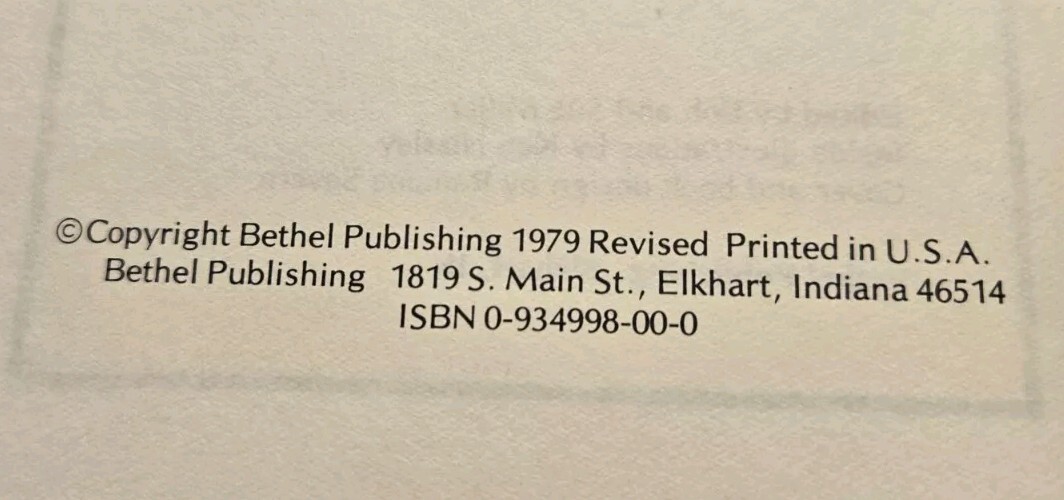 ©Copyright Bethel Publishing 1979 Revised Printed in U.S.A.
Bethel Publishing 1819 S. Main St., Elkhart, Indiana 46514
ISBN 0-934998-00-0